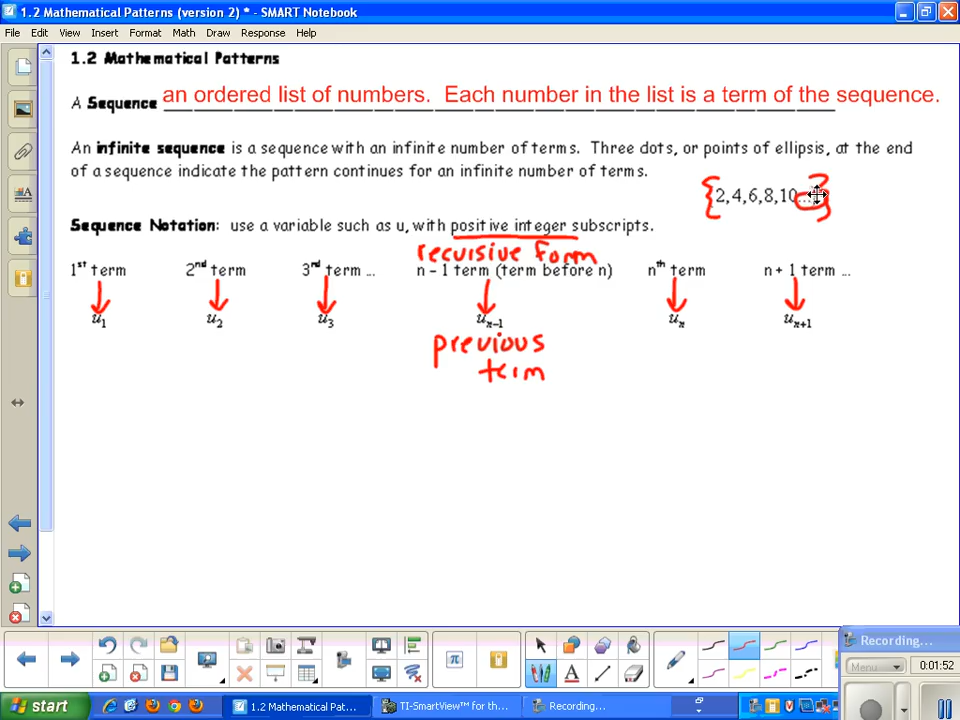 1.2 Mathematical Patterns (version 2) * - SMART Notebook
File Edit View Insert Format Math Draw Response Help
1.2 Mathematical Patterns
A Sequence an ordered list of numbers. Each number in the list is a term of the sequence.
An infinite sequence is a sequence with an infinite number of terms. Three dots, or points of ellipsis, at the end
of a sequence indicate the pattern continues for an infinite number of terms.
{2,4,6,8,10...}
Sequence Notation: use a variable such as u, with positive integer subscripts.
recursive form
1st term 2nd term 3rd term ... n - 1 term (term before n) nth term n + 1 term ...
u1 u2 u3 un-1 un un+1
previous
term
Recording...
Menu 0:01:52
start 1.2 Mathematical Pat... TI-SmartView™ for th... Recording...